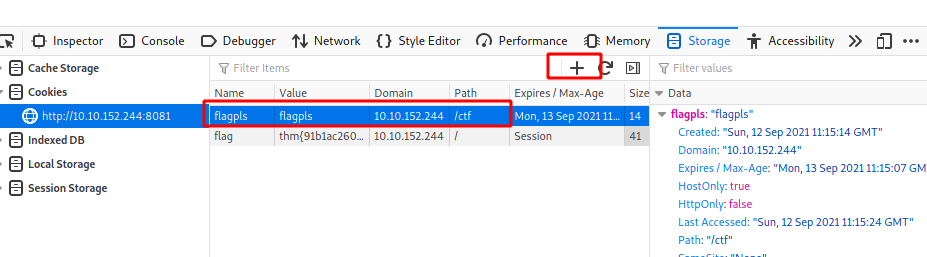 Inspector Console Debugger Network Style Editor Performance Memory Storage Accessibility
Cache Storage
Cookies
http://10.10.152.244:8081
Indexed DB
Local Storage
Session Storage
Filter Items
Name Value Domain Path Expires / Max-Age Size
flagpls flagpls 10.10.152.244 /ctf Mon, 13 Sep 2021 11... 14
flag thm{91b1ac260... 10.10.152.244 / Session 41
Filter values
Data
flagpls: "flagpls"
Created: "Sun, 12 Sep 2021 11:15:14 GMT"
Domain: "10.10.152.244"
Expires / Max-Age: "Mon, 13 Sep 2021 11:15:07 GM
HostOnly: true
HttpOnly: false
Last Accessed: "Sun, 12 Sep 2021 11:15:24 GMT"
Path: "/ctf"